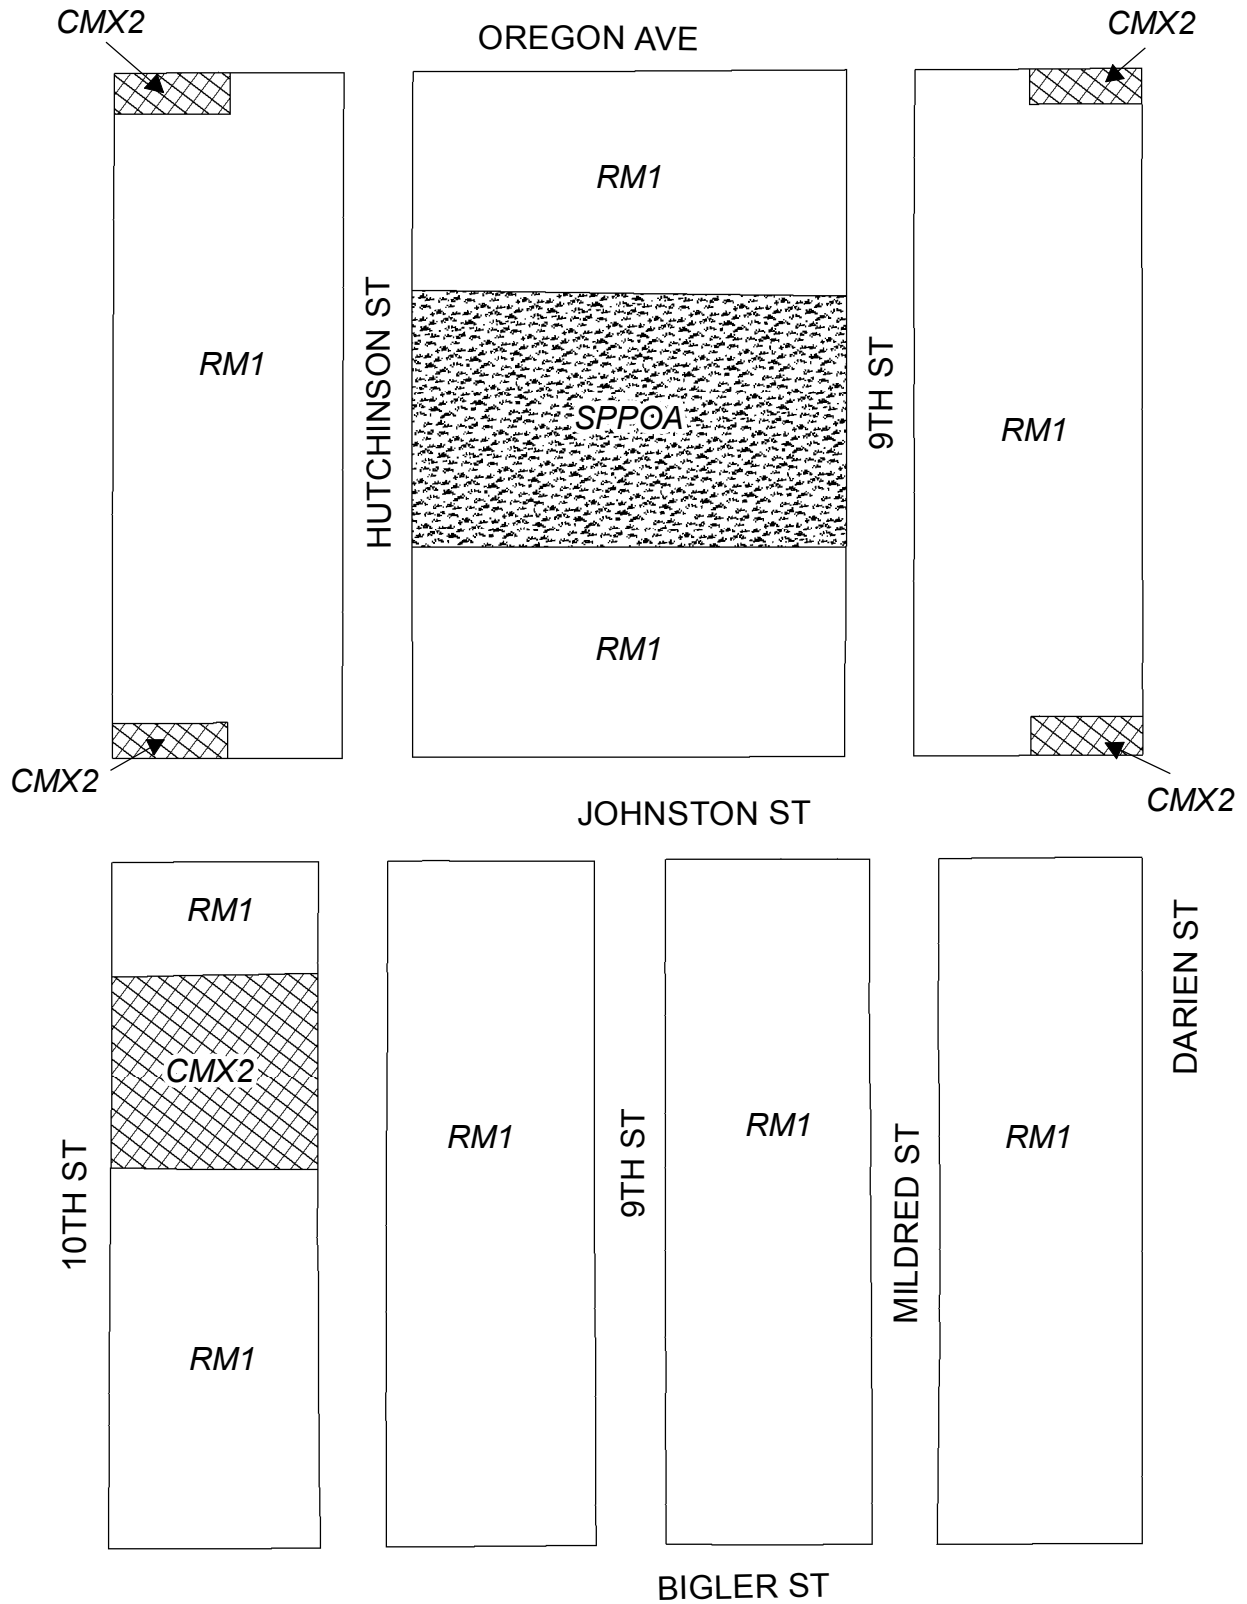 CMX2
OREGON AVE
CMX2
RM1
HUTCHINSON ST
RM1
SPPOA
9TH ST
RM1
RM1
CMX2
CMX2
JOHNSTON ST
RM1
DARIEN ST
CMX2
10TH ST
RM1
9TH ST
RM1
MILDRED ST
RM1
RM1
BIGLER ST